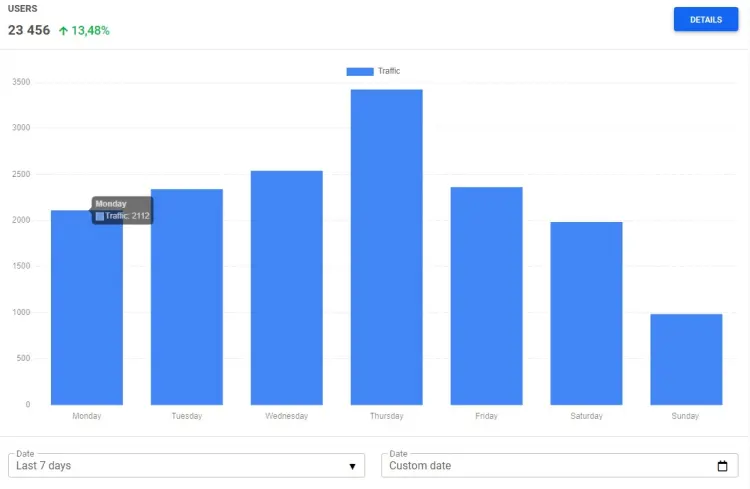 USERS
23 456 ↑ 13,48%
DETAILS
Traffic
3500
3000
2500
2000
1500
1000
500
0
Monday
Traffic: 2112
Monday Tuesday Wednesday Thursday Friday Saturday Sunday
Date
Last 7 days
Date
Custom date